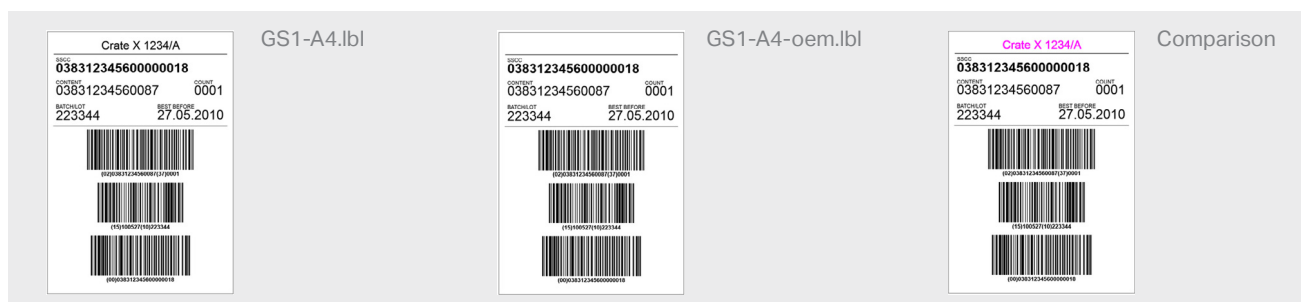 Crate X 1234/A
GS1-A4.lbl
SSCC
038312345600000018
CONTENT COUNT
03831234560087 0001
BATCH/LOT BEST BEFORE
223344 27.05.2010
(02)03831234560087(37)0001
(15)100527(10)223344
(00)038312345600000018
GS1-A4-oem.lbl
SSCC
038312345600000018
CONTENT COUNT
03831234560087 0001
BATCH/LOT BEST BEFORE
223344 27.05.2010
(02)03831234560087(37)0001
(15)100527(10)223344
(00)038312345600000018
Crate X 1234/A
Comparison
SSCC
038312345600000018
CONTENT COUNT
03831234560087 0001
BATCH/LOT BEST BEFORE
223344 27.05.2010
(02)03831234560087(37)0001
(15)100527(10)223344
(00)038312345600000018